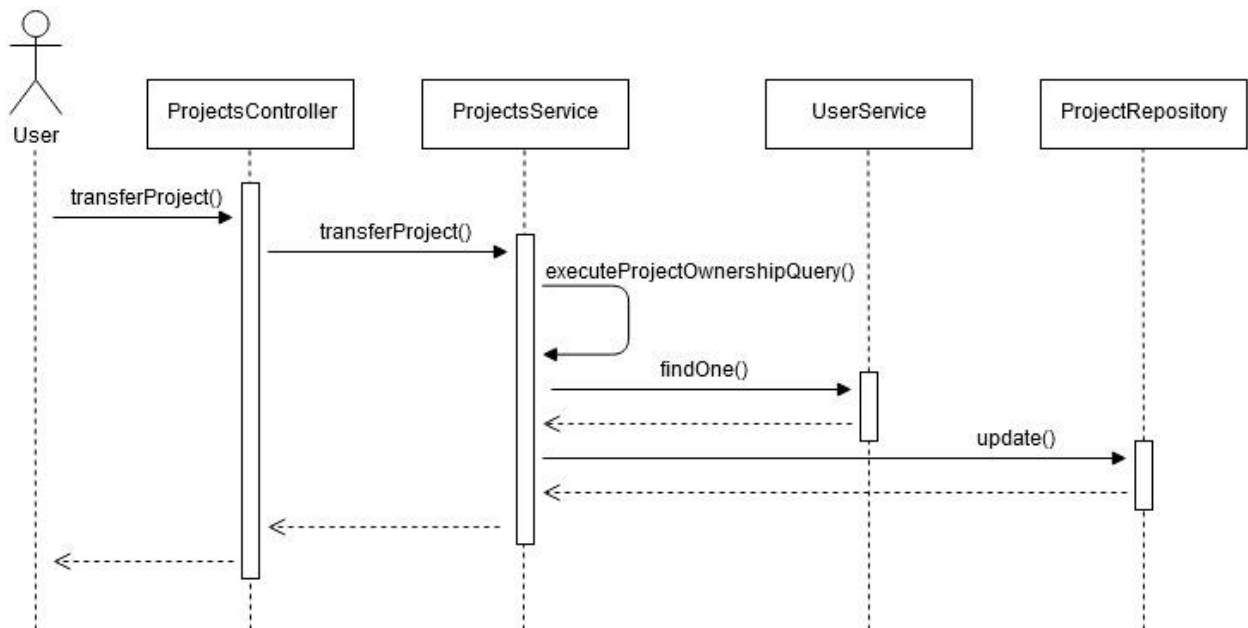 User
ProjectsController
ProjectsService
UserService
ProjectRepository
transferProject()
transferProject()
executeProjectOwnershipQuery()
findOne()
update()